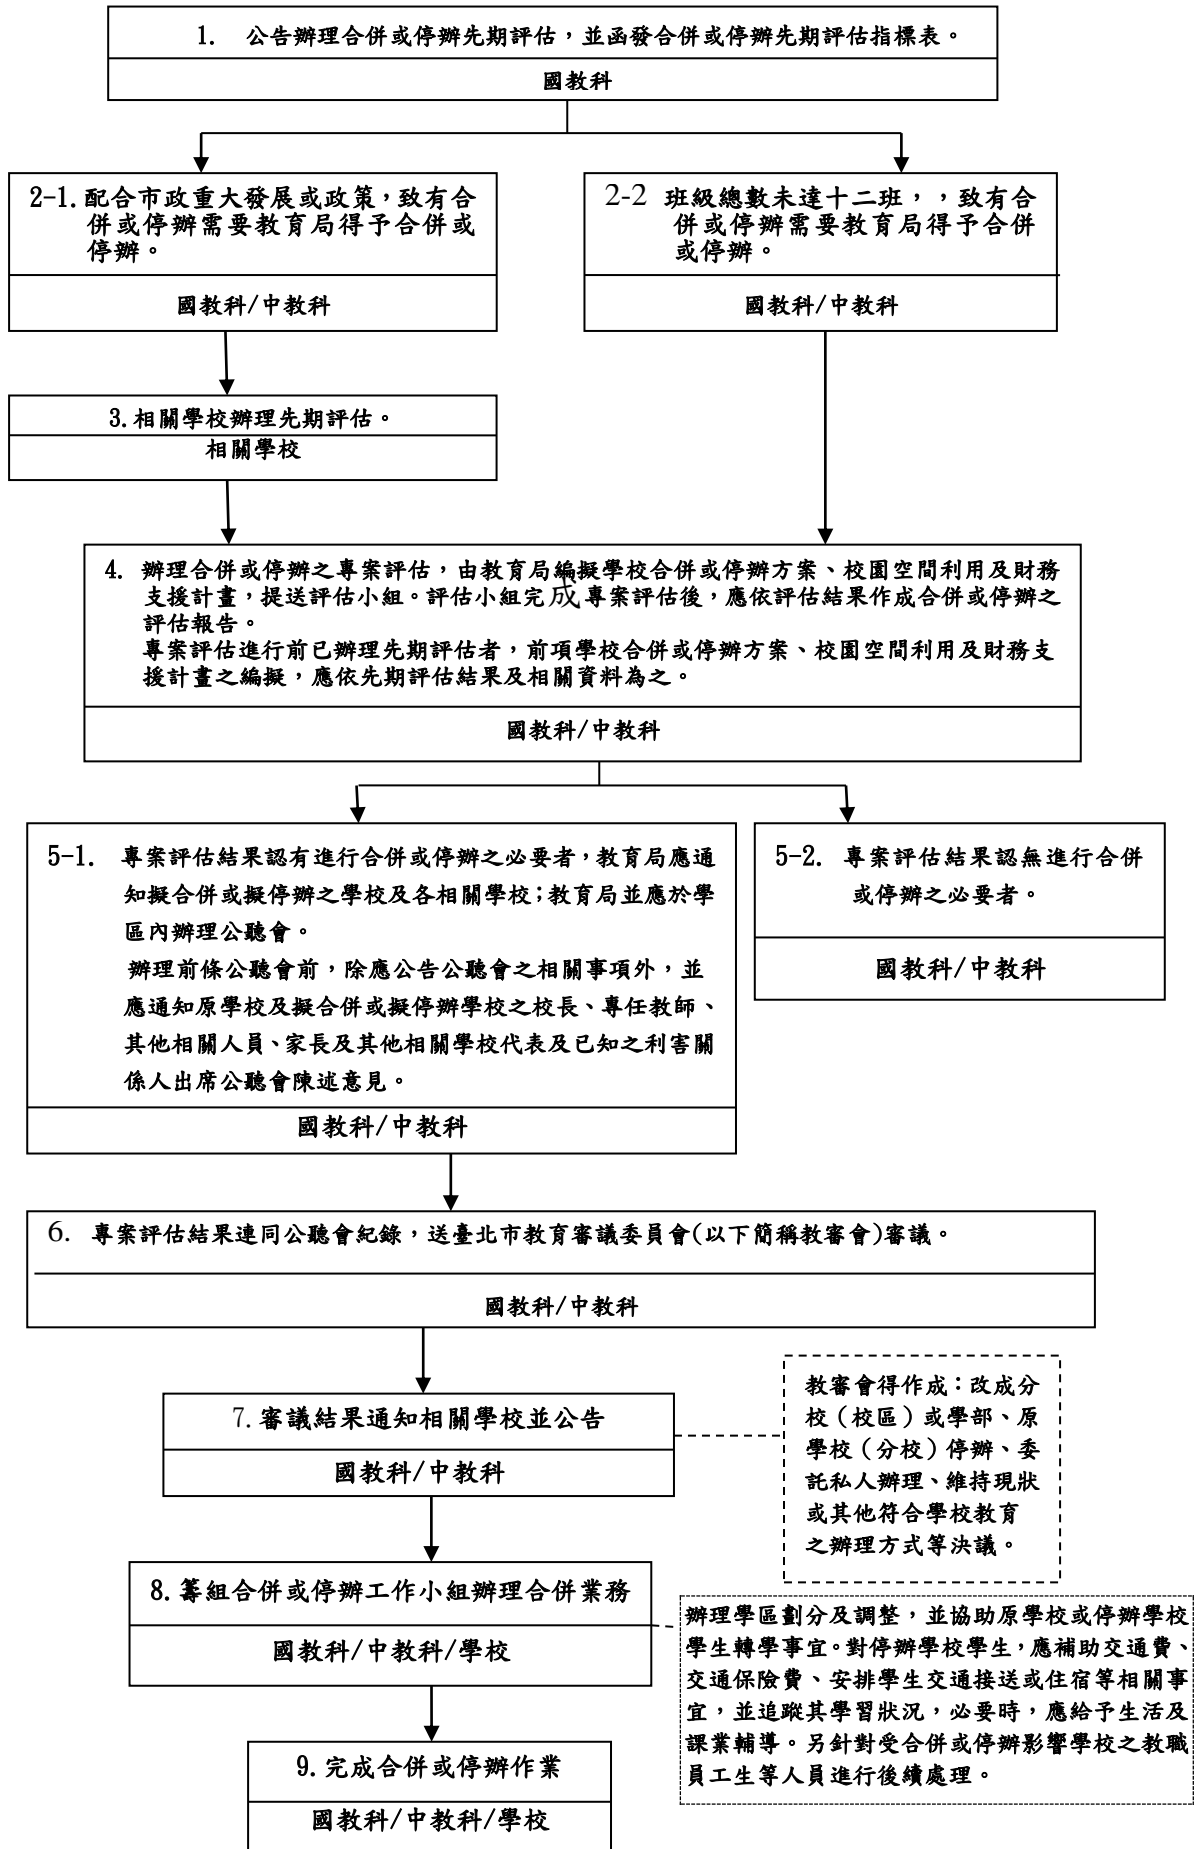 1. 公告辦理合併或停辦先期評估，並函發合併或停辦先期評估指標表。
國教科
2-1.配合市政重大發展或政策，致有合
併或停辦需要教育局得予合併或
停辦。
國教科/中教科
2-2 班級總數未達十二班，，致有合
併或停辦需要教育局得予合併
或停辦。
國教科/中教科
3.相關學校辦理先期評估。
相關學校
4. 辦理合併或停辦之專案評估，由教育局編擬學校合併或停辦方案、校園空間利用及財務
支援計畫，提送評估小組。評估小組完成專案評估後，應依評估結果作成合併或停辦之
評估報告。
專案評估進行前已辦理先期評估者，前項學校合併或停辦方案、校園空間利用及財務支
援計畫之編擬，應依先期評估結果及相關資料為之。
國教科/中教科
5-1. 專案評估結果認有進行合併或停辦之必要者，教育局應通
知擬合併或擬停辦之學校及各相關學校；教育局並應於學
區內辦理公聽會。
辦理前條公聽會前，除應公告公聽會之相關事項外，並
應通知原學校及擬合併或擬停辦學校之校長、專任教師、
其他相關人員、家長及其他相關學校代表及已知之利害關
係人出席公聽會陳述意見。
國教科/中教科
5-2. 專案評估結果認無進行合併
或停辦之必要者。
國教科/中教科
6. 專案評估結果連同公聽會紀錄，送臺北市教育審議委員會(以下簡稱教審會)審議。
國教科/中教科
7.審議結果通知相關學校並公告
國教科/中教科
教審會得作成：改成分
校（校區）或學部、原
學校（分校）停辦、委
託私人辦理、維持現狀
或其他符合學校教育
之辦理方式等決議。
8.籌組合併或停辦工作小組辦理合併業務
國教科/中教科/學校
辦理學區劃分及調整，並協助原學校或停辦學校
學生轉學事宜。對停辦學校學生，應補助交通費、
交通保險費、安排學生交通接送或住宿等相關事
宜，並追蹤其學習狀況，必要時，應給予生活及
課業輔導。另針對受合併或停辦影響學校之教職
員工生等人員進行後續處理。
9.完成合併或停辦作業
國教科/中教科/學校